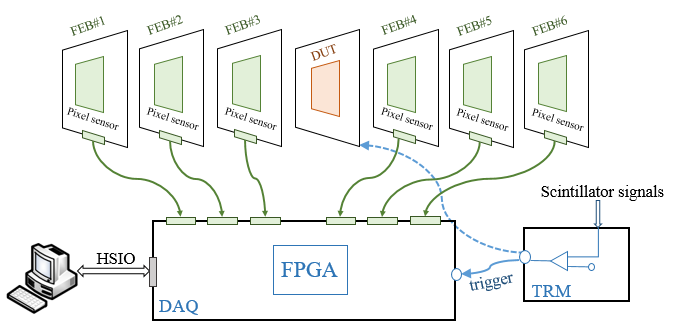 FEB#1
FEB#2
FEB#3
DUT
FEB#4
FEB#5
FEB#6
Pixel sensor
Pixel sensor
Pixel sensor
Pixel sensor
Pixel sensor
Pixel sensor
Scintillator signals
HSIO
FPGA
trigger
DAQ
TRM